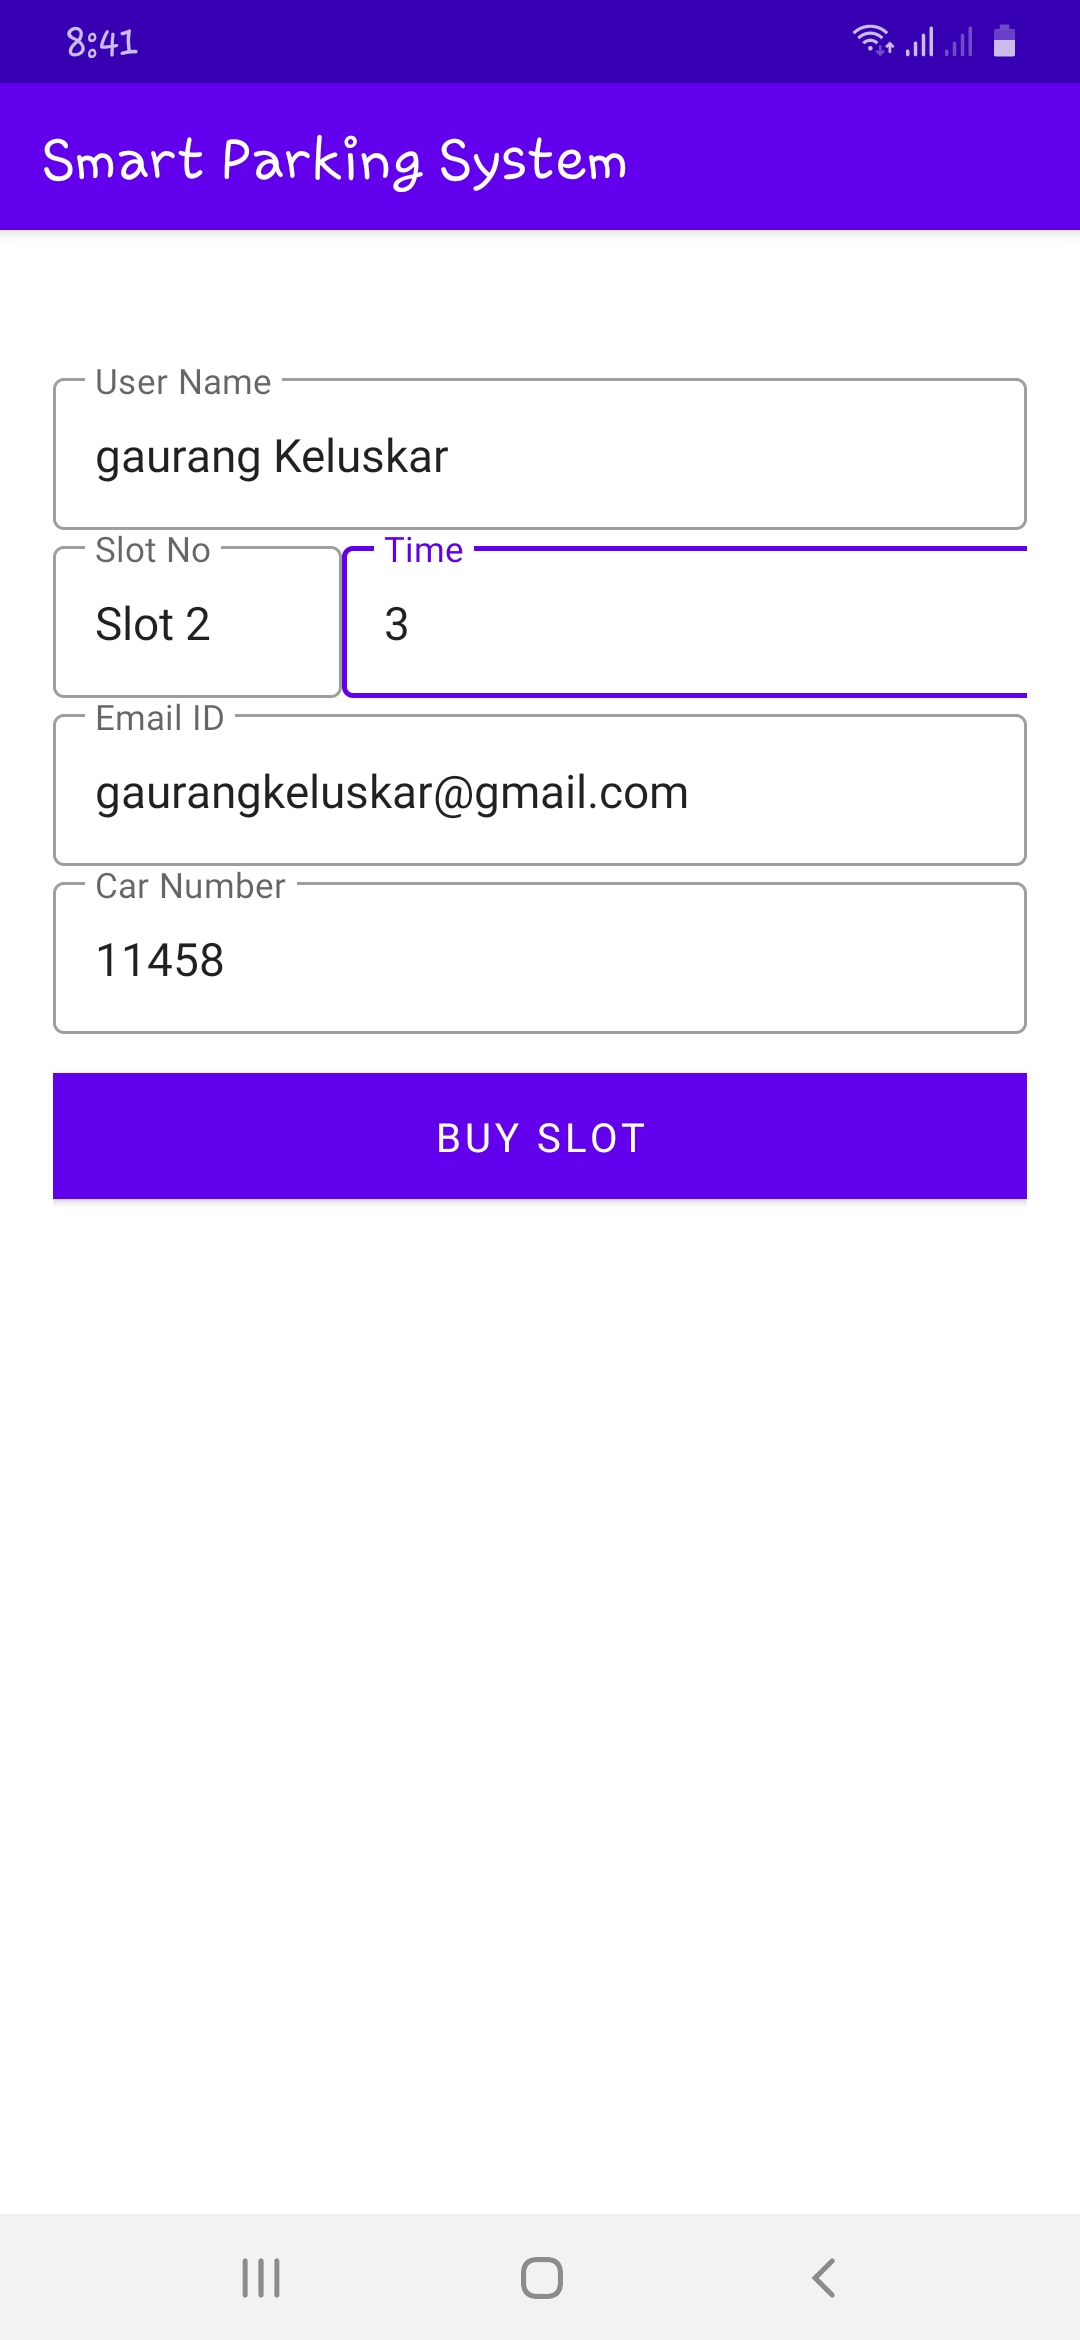 8:41
Smart Parking System
User Name
gaurang Keluskar
Slot No Time
Slot 2 3
Email ID
gaurangkeluskar@gmail.com
Car Number
11458
BUY SLOT